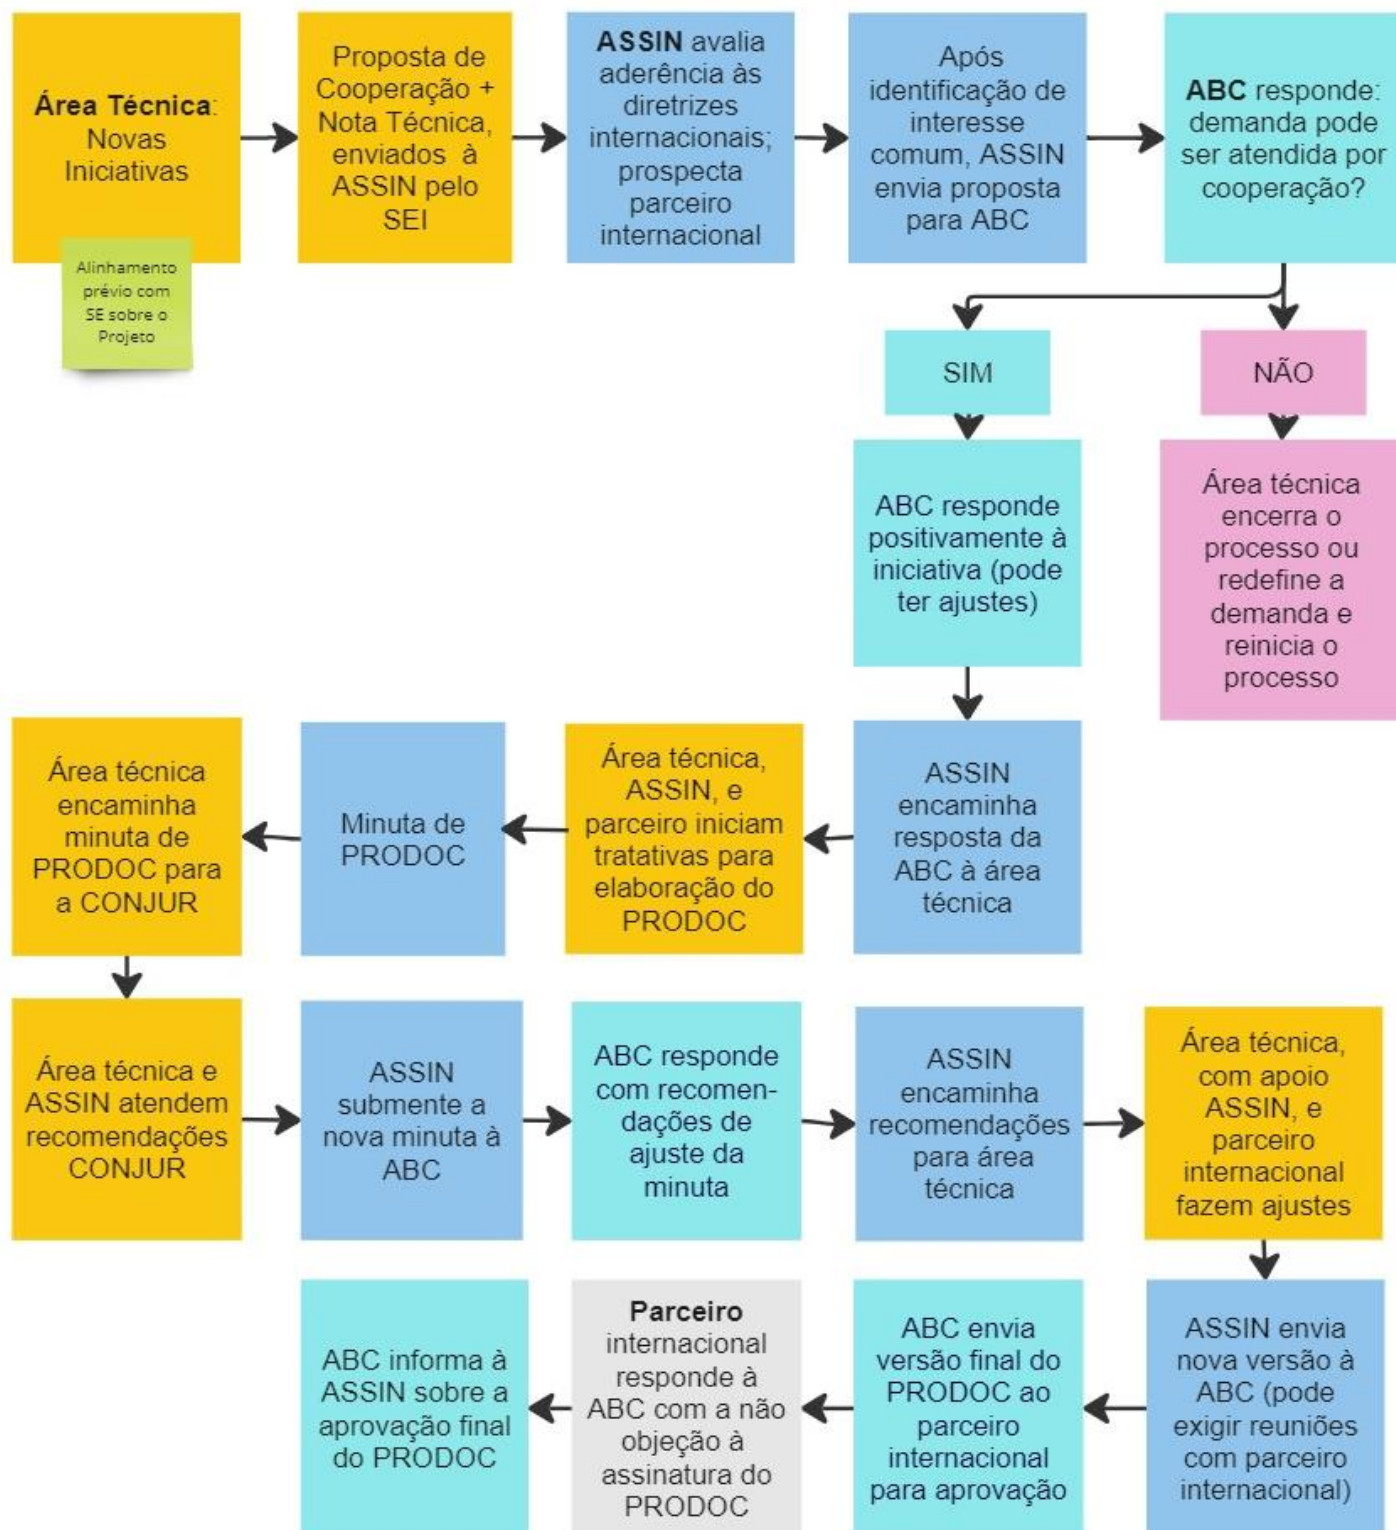 Área Técnica:
Novas
Iniciativas
Alinhamento
prévio com
SE sobre o
Projeto
Proposta de
Cooperação +
Nota Técnica,
enviados à
ASSIN pelo
SEI
ASSIN avalia
aderência às
diretrizes
internacionais;
prospecta
parceiro
internacional
Após
identificação de
interesse
comum, ASSIN
envia proposta
para ABC
ABC responde:
demanda pode
ser atendida por
cooperação?
SIM
NÃO
ABC responde
positivamente à
iniciativa (pode
ter ajustes)
Área técnica
encerra o
processo ou
redefine a
demanda e
reinicia o
processo
ASSIN
encaminha
resposta da
ABC à área
técnica
Área técnica,
ASSIN, e
parceiro iniciam
tratativas para
elaboração do
PRODOC
Minuta de
PRODOC
Área técnica
encaminha
minuta de
PRODOC para
a CONJUR
Área técnica e
ASSIN atendem
recomendações
CONJUR
ASSIN
submente a
nova minuta à
ABC
ABC responde
com recomen-
dações de
ajuste da
minuta
ASSIN
encaminha
recomendações
para área
técnica
Área técnica,
com apoio
ASSIN, e
parceiro
internacional
fazem ajustes
ASSIN envia
nova versão à
ABC (pode
exigir reuniões
com parceiro
internacional)
ABC envia
versão final do
PRODOC ao
parceiro
internacional
para aprovação
Parceiro
internacional
responde à
ABC com a não
objeção à
assinatura do
PRODOC
ABC informa à
ASSIN sobre a
aprovação final
do PRODOC